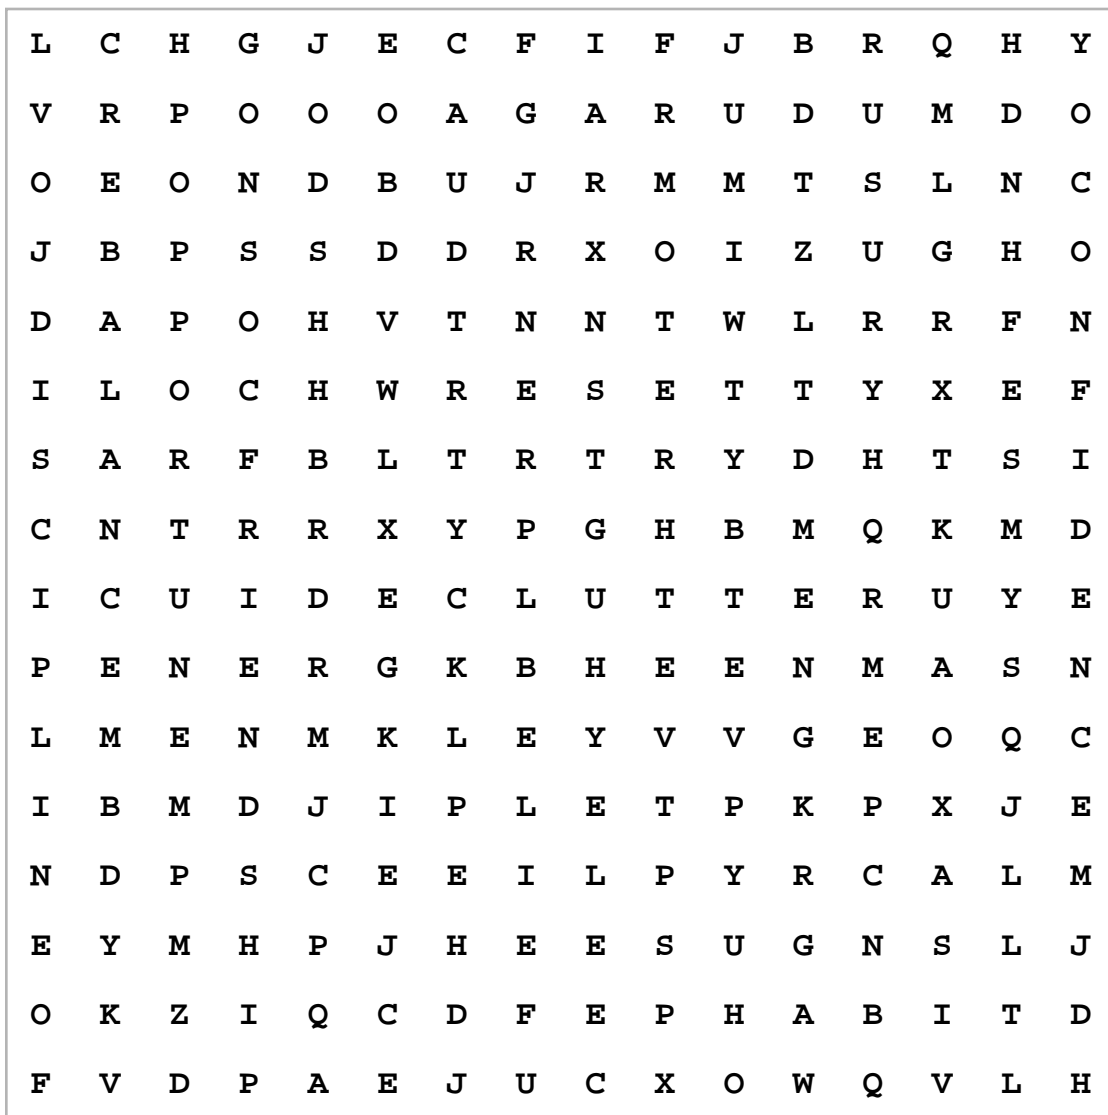 L C H G J E C F I F J B R Q H Y
V R P O O O A G A R U D U M D O
O E O N D B U J R M M T S L N C
J B P S S D D R X O I Z U G H O
D A P O H V T N N T W L R R F N
I L O C H W R E S E T T Y X E F
S A R F B L T R T R Y D H T S I
C N T R R X Y P G H B M Q K M D
I C U I D E C L U T T E R U Y E
P E N E R G K B H E E N M A S N
L M E N M K L E Y V V G E O Q C
I B M D J I P L E T P K P X J E
N D P S C E E I L P Y R C A L M
E Y M H P J H E E S U G N S L J
O K Z I Q C D F E P H A B I T D
F V D P A E J U C X O W Q V L H